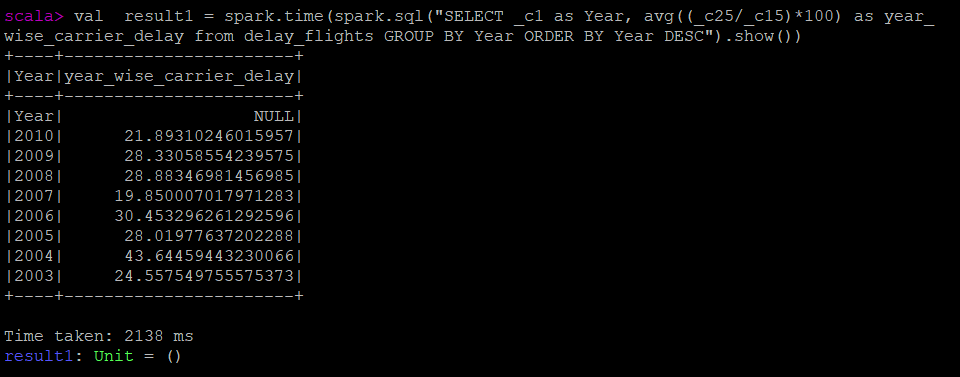 scala> val  result1 = spark.time(spark.sql("SELECT _c1 as Year, avg((_c25/_c15)*100) as year_
wise_carrier_delay from delay_flights GROUP BY Year ORDER BY Year DESC").show())
+----+-----------------------+
|Year|year_wise_carrier_delay|
+----+-----------------------+
|Year|                   NULL|
|2010|      21.89310246015957|
|2009|      28.33058554239575|
|2008|      28.88346981456985|
|2007|     19.850007017971283|
|2006|     30.453296261292596|
|2005|      28.01977637202288|
|2004|      43.64459443230066|
|2003|     24.557549755575373|
+----+-----------------------+

Time taken: 2138 ms
result1: Unit = ()